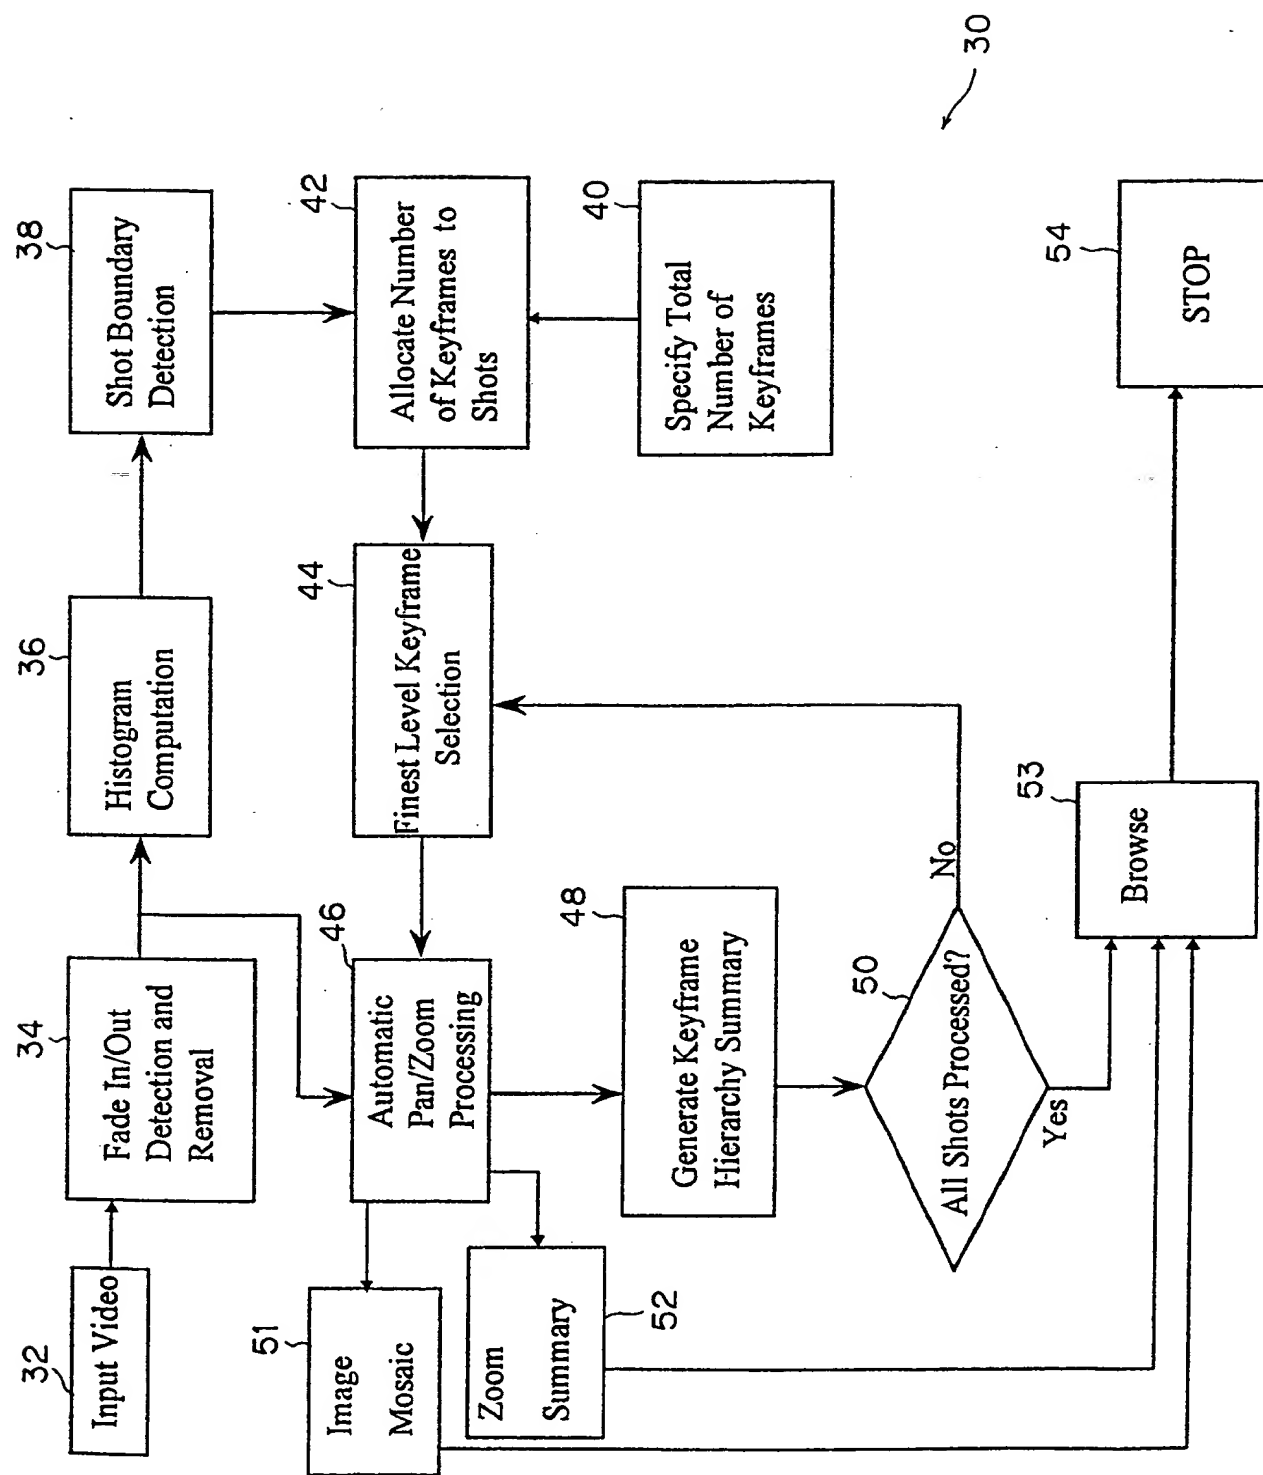 32
Input Video
34
Fade In/Out
Detection and
Removal
36
Histogram
Computation
38
Shot Boundary
Detection
51
Image
Mosaic
46
Automatic
Pan/Zoom
Processing
44
Finest Level Keyframe
Selection
42
Allocate Number
of Keyframes to
Shots
Zoom
Summary
52
48
Generate Keyframe
Hierarchy Summary
40
Specify Total
Number of
Keyframes
50
All Shots Processed?
No
Yes
53
Browse
54
STOP
30